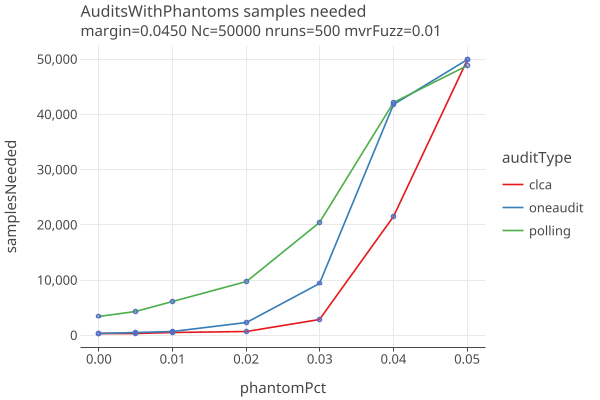 AuditsWithPhantoms samples needed
margin=0.0450 Nc=50000 nruns=500 mvrFuzz=0.01
samplesNeeded
50,000
40,000
30,000
20,000
10,000
0
0.00 0.01 0.02 0.03 0.04 0.05
phantomPct
auditType
clca
oneaudit
polling